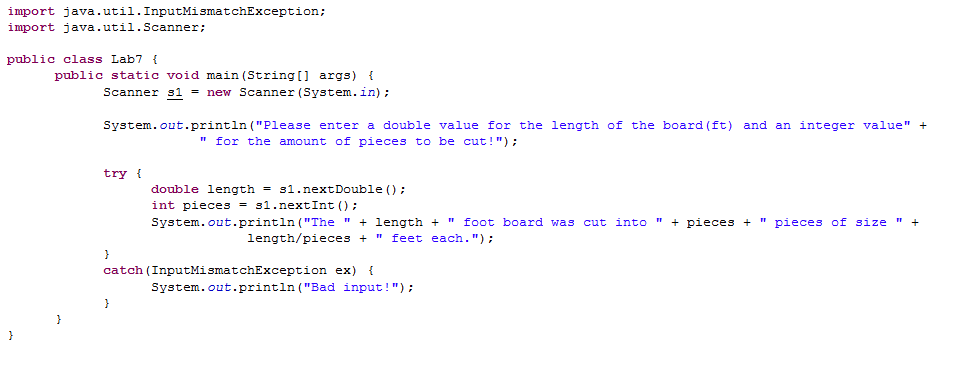 import java.util.InputMismatchException;
import java.util.Scanner;
public class Lab7 {
public static void main(String[] args) {
Scanner s1 = new Scanner(System.in);
System.out.println("Please enter a double value for the length of the board(ft) and an integer value" +
" for the amount of pieces to be cut!");
try {
double length = s1.nextDouble();
int pieces = s1.nextInt();
System.out.println("The " + length + " foot board was cut into " + pieces + " pieces of size " +
length/pieces + " feet each.");
}
catch(InputMismatchException ex) {
System.out.println("Bad input!");
}
}
}